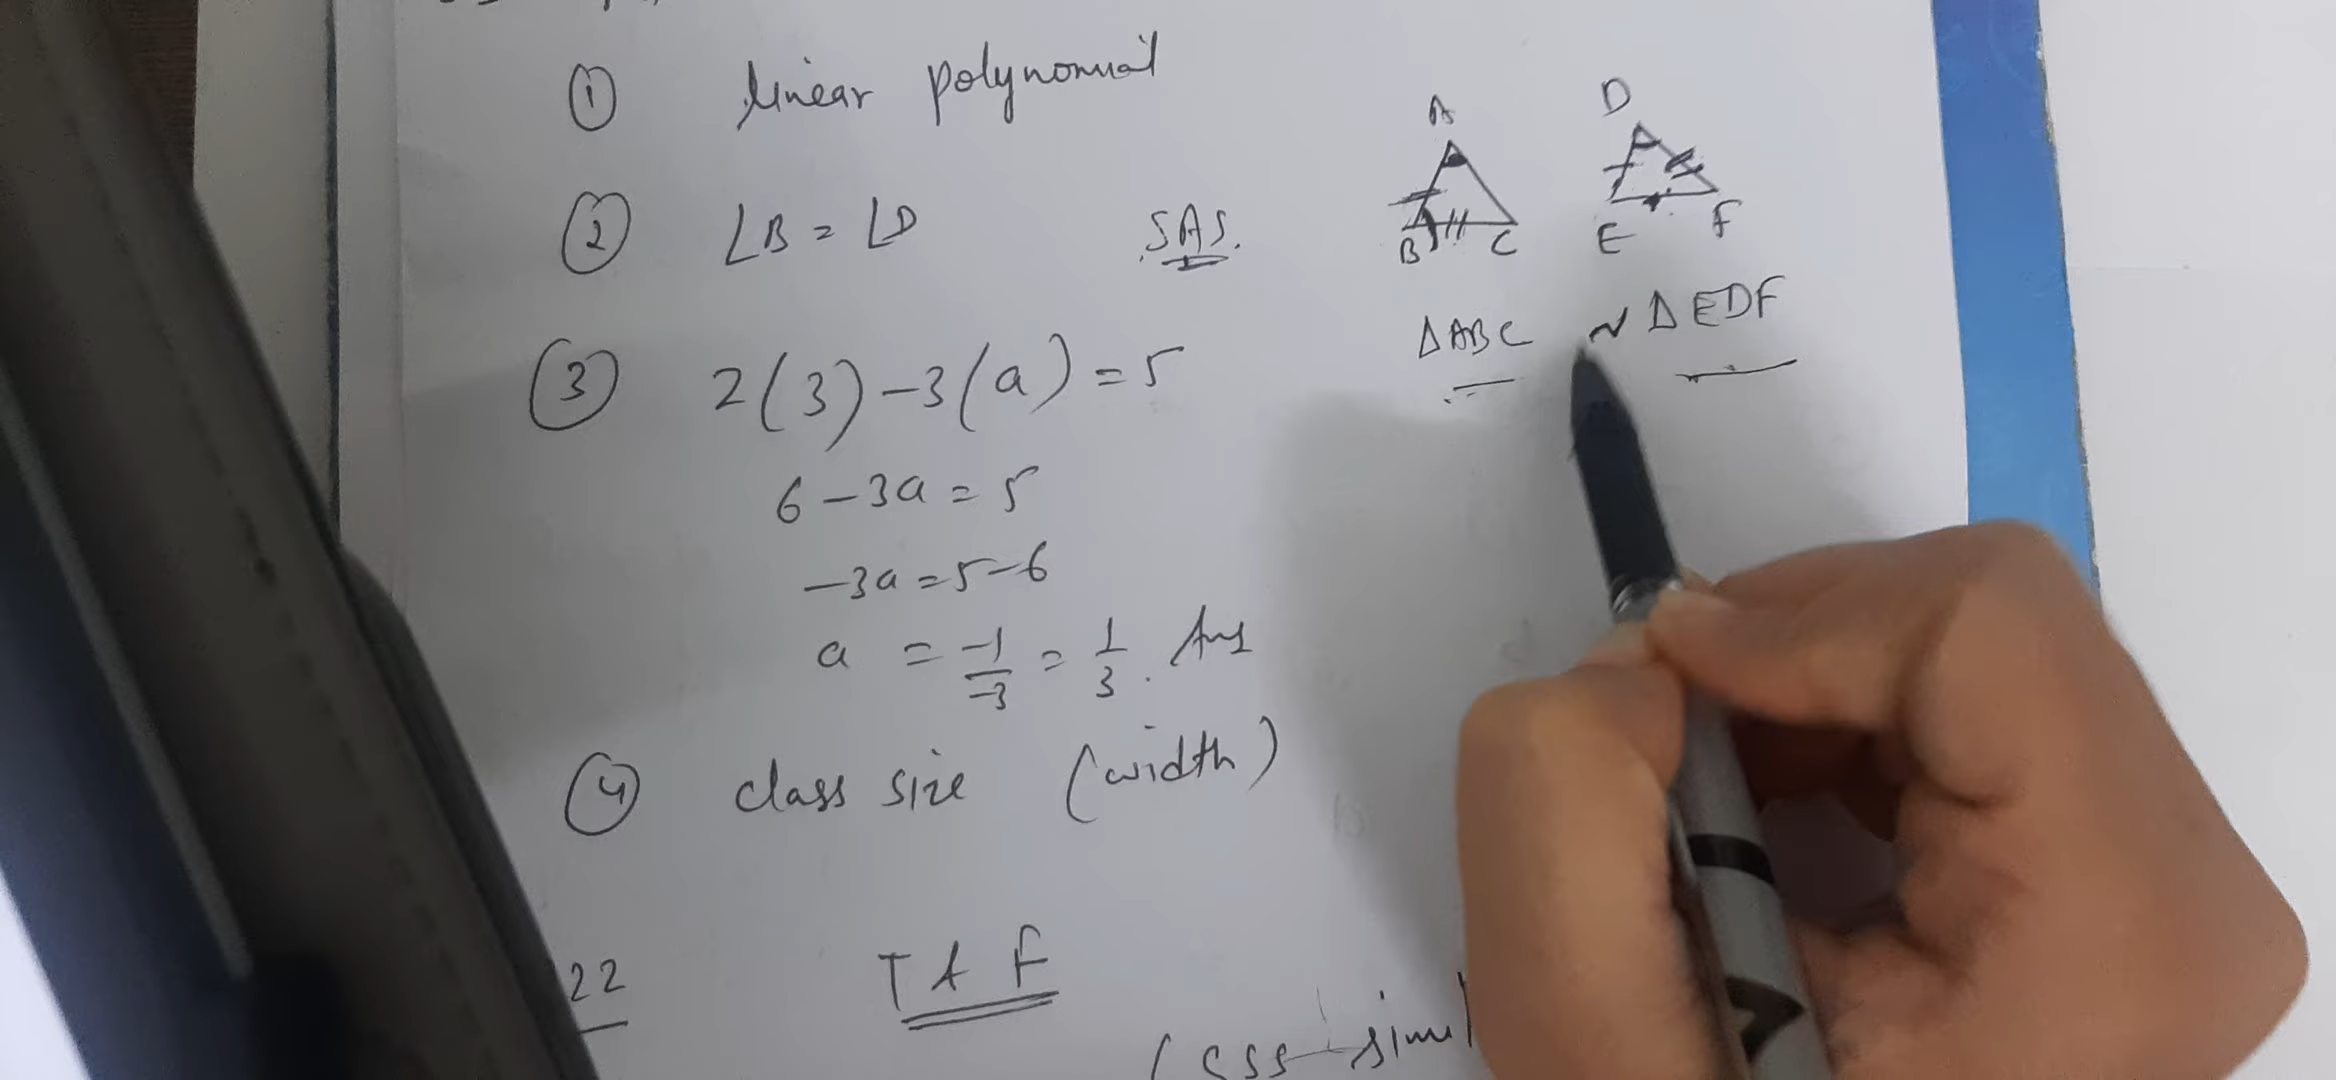 ① linear polynomial
A D
② ∠B = ∠D SAS.
B C E F
ΔABC ~ ΔEDF
③ 2(3)-3(a)=5
6-3a=5
-3a=5-6
a = -1/-3 = 1/3. Ans
④ class size (width)
22 T & F
(SSS